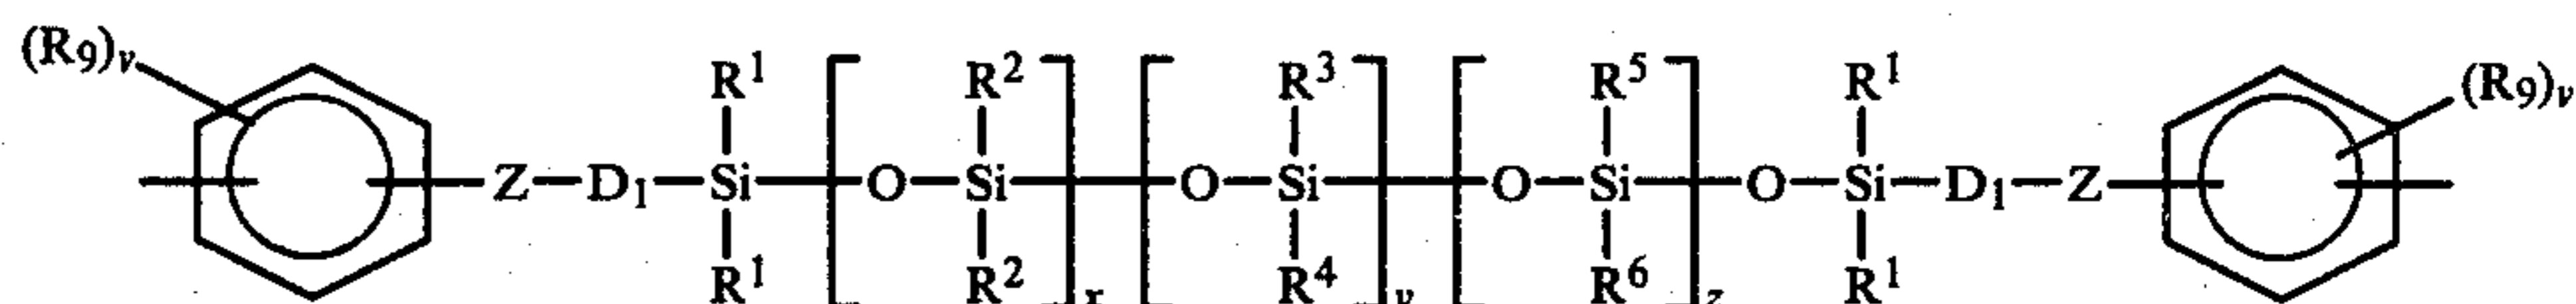 (R₉)ᵥ R¹ R² R³ R⁵ R¹ (R₉)ᵥ
Z—D₁—Si—O—Si—O—Si—O—Si—O—Si—D₁—Z
R¹ R² R⁴ R⁶ R¹